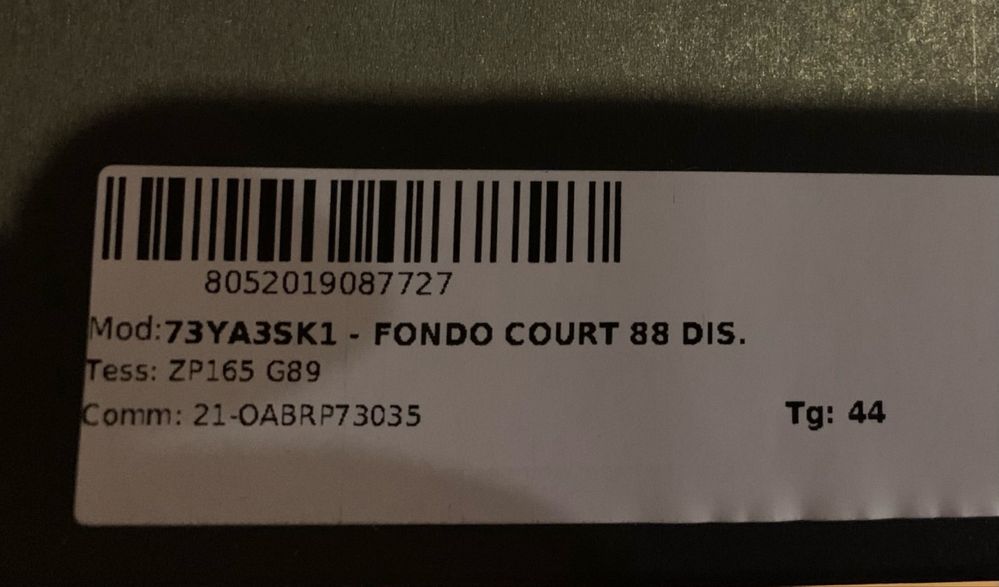 8052019087727
Mod:73YA3SK1 - FONDO COURT 88 DIS.
Tess: ZP165 G89
Comm: 21-OABRP73035
Tg: 44